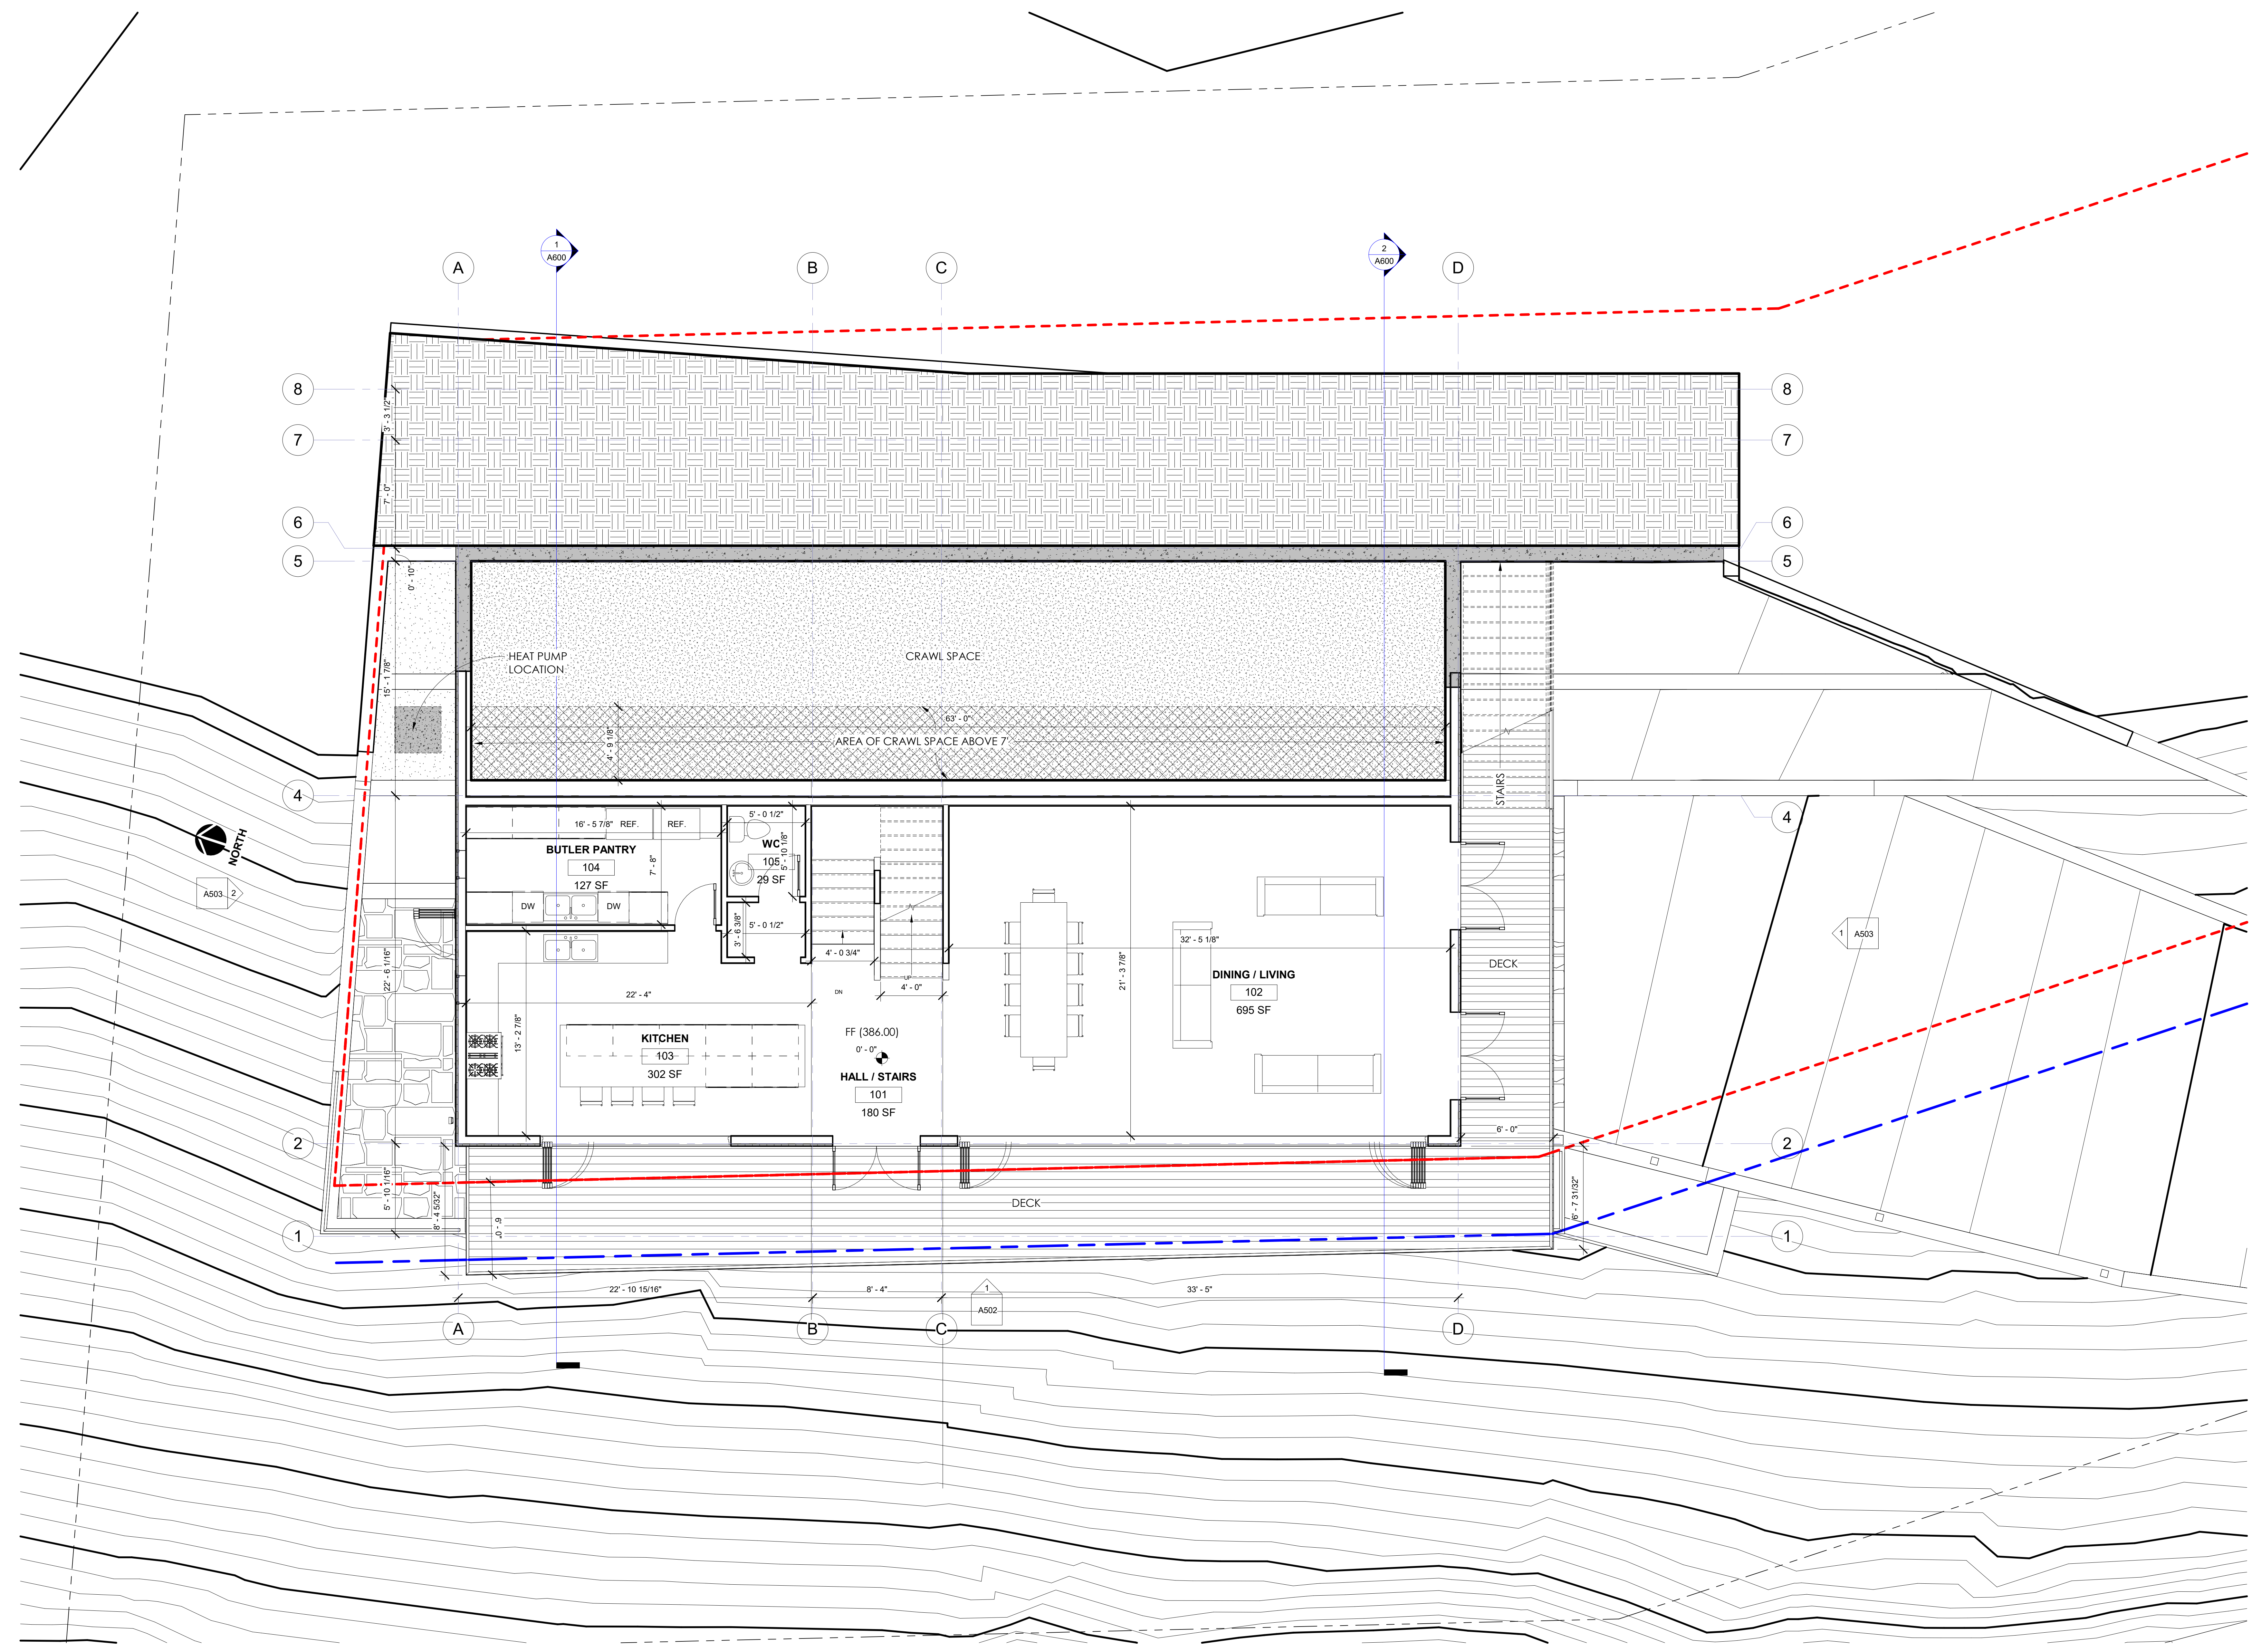 1
A600
2
A600
A
B
C
D
8
8
3' - 3 1/2"
7
7
7' - 0"
6
6
5
5
0' - 10"
HEAT PUMP
LOCATION
CRAWL SPACE
15' - 1 7/8"
63' - 0"
4' - 9 1/8"
AREA OF CRAWL SPACE ABOVE 7'
STAIRS
4
4
NORTH
A503 2
16' - 5 7/8"
REF.
REF.
5' - 0 1/2"
BUTLER PANTRY
104
127 SF
7' - 8"
WC
105
29 SF
5' - 10 1/8"
DW
DW
3' - 6 3/8"
5' - 0 1/2"
4' - 0 3/4"
32' - 5 1/8"
1 A503
DECK
22' - 6 1/16"
22' - 4"
DN
UP
4' - 0"
21' - 3 7/8"
DINING / LIVING
102
695 SF
13' - 2 7/8"
KITCHEN
103
302 SF
FF (386.00)
0' - 0"
HALL / STAIRS
101
180 SF
2
2
6' - 0"
5' - 10 1/16"
8' - 4 5/32"
6' - 0"
DECK
6' - 7 31/32"
1
1
22' - 10 15/16"
8' - 4"
33' - 5"
1
A502
A
B
C
D